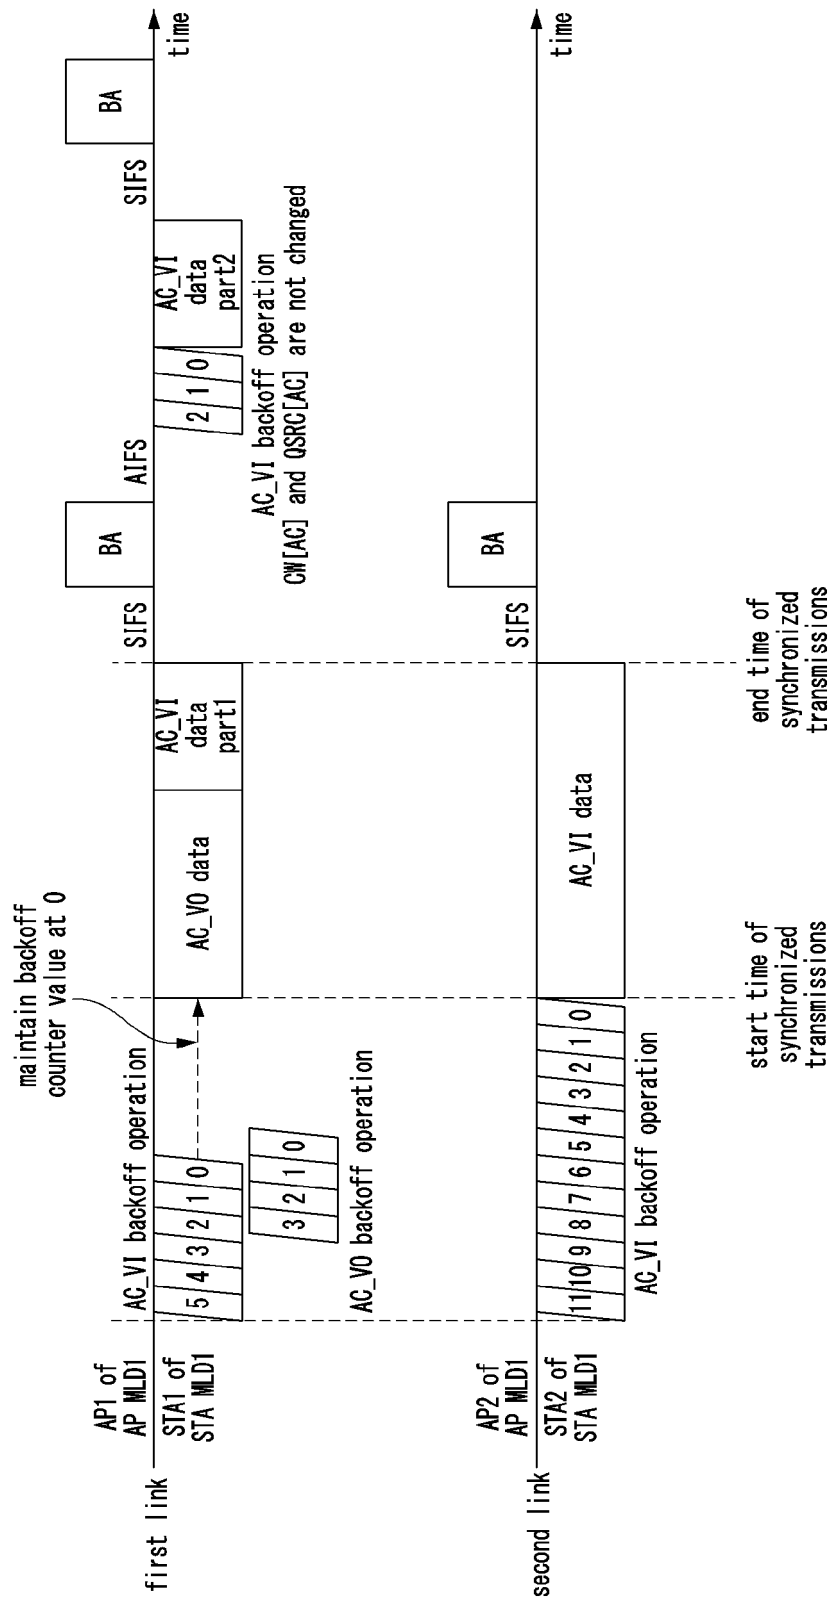 maintain backoff
counter value at 0
AC_VI backoff operation
AP1 of
AP MLD1
first link
STA1 of
STA MLD1
5 4 3 2 1 0
3 2 1 0
AC_VO backoff operation
AC_VO data
AC_VI
data
part1
SIFS
BA
AIFS
2 1 0
AC_VI
data
part2
AC_VI backoff operation
CW[AC] and QSRC[AC] are not changed
SIFS
BA
time
AP2 of
AP MLD1
second link
STA2 of
STA MLD1
11 10 9 8 7 6 5 4 3 2 1 0
AC_VI backoff operation
AC_VI data
SIFS
BA
time
start time of
synchronized
transmissions
end time of
synchronized
transmissions